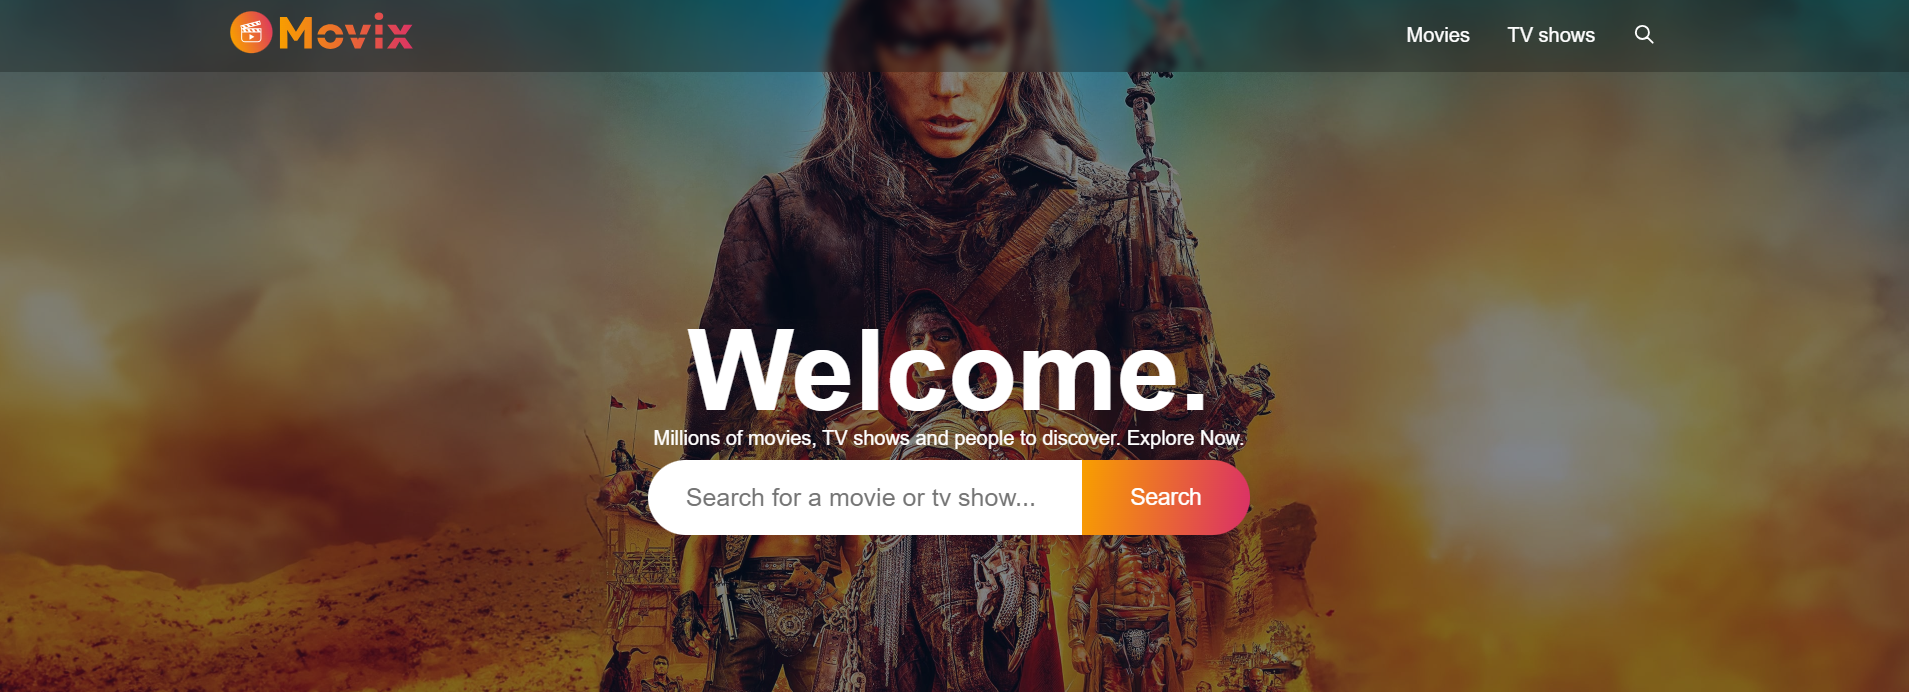 Movix
Movies
TV shows
Welcome.
Millions of movies, TV shows and people to discover. Explore Now.
Search for a movie or tv show...
Search